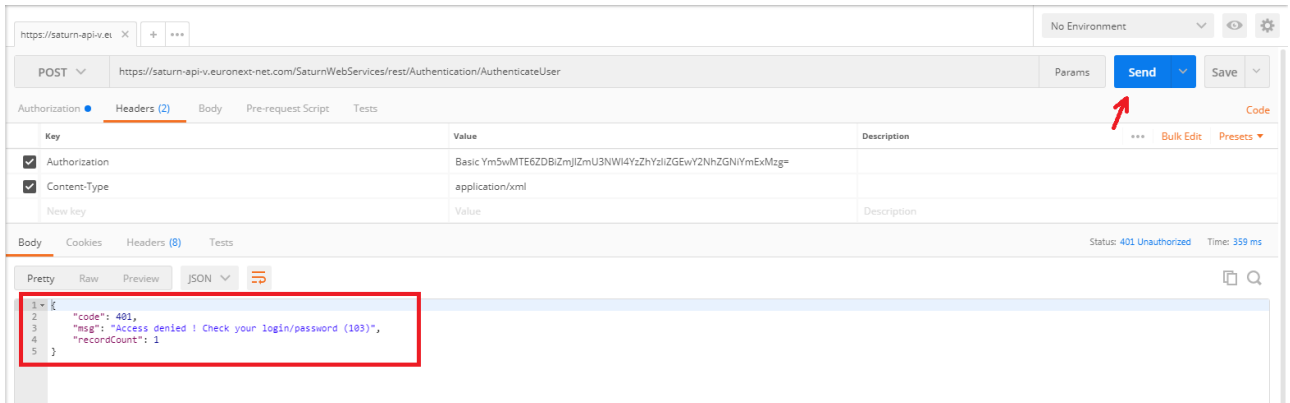 https://saturn-api-v.eu × + •••
No Environment
POST https://saturn-api-v.euronext-net.com/SaturnWebServices/rest/Authentication/AuthenticateUser Params Send Save
Authorization Headers (2) Body Pre-request Script Tests Code
Key Value Description ••• Bulk Edit Presets
Authorization Basic Ym5wMTE6ZDBiZmJlZmU3NWI4YzZhYzliZGEwY2NhZGNiYmExMzg=
Content-Type application/xml
New key Value Description
Body Cookies Headers (8) Tests Status: 401 Unauthorized Time: 359 ms
Pretty Raw Preview JSON
1 {
2 "code": 401,
3 "msg": "Access denied ! Check your login/password (103)",
4 "recordCount": 1
5 }